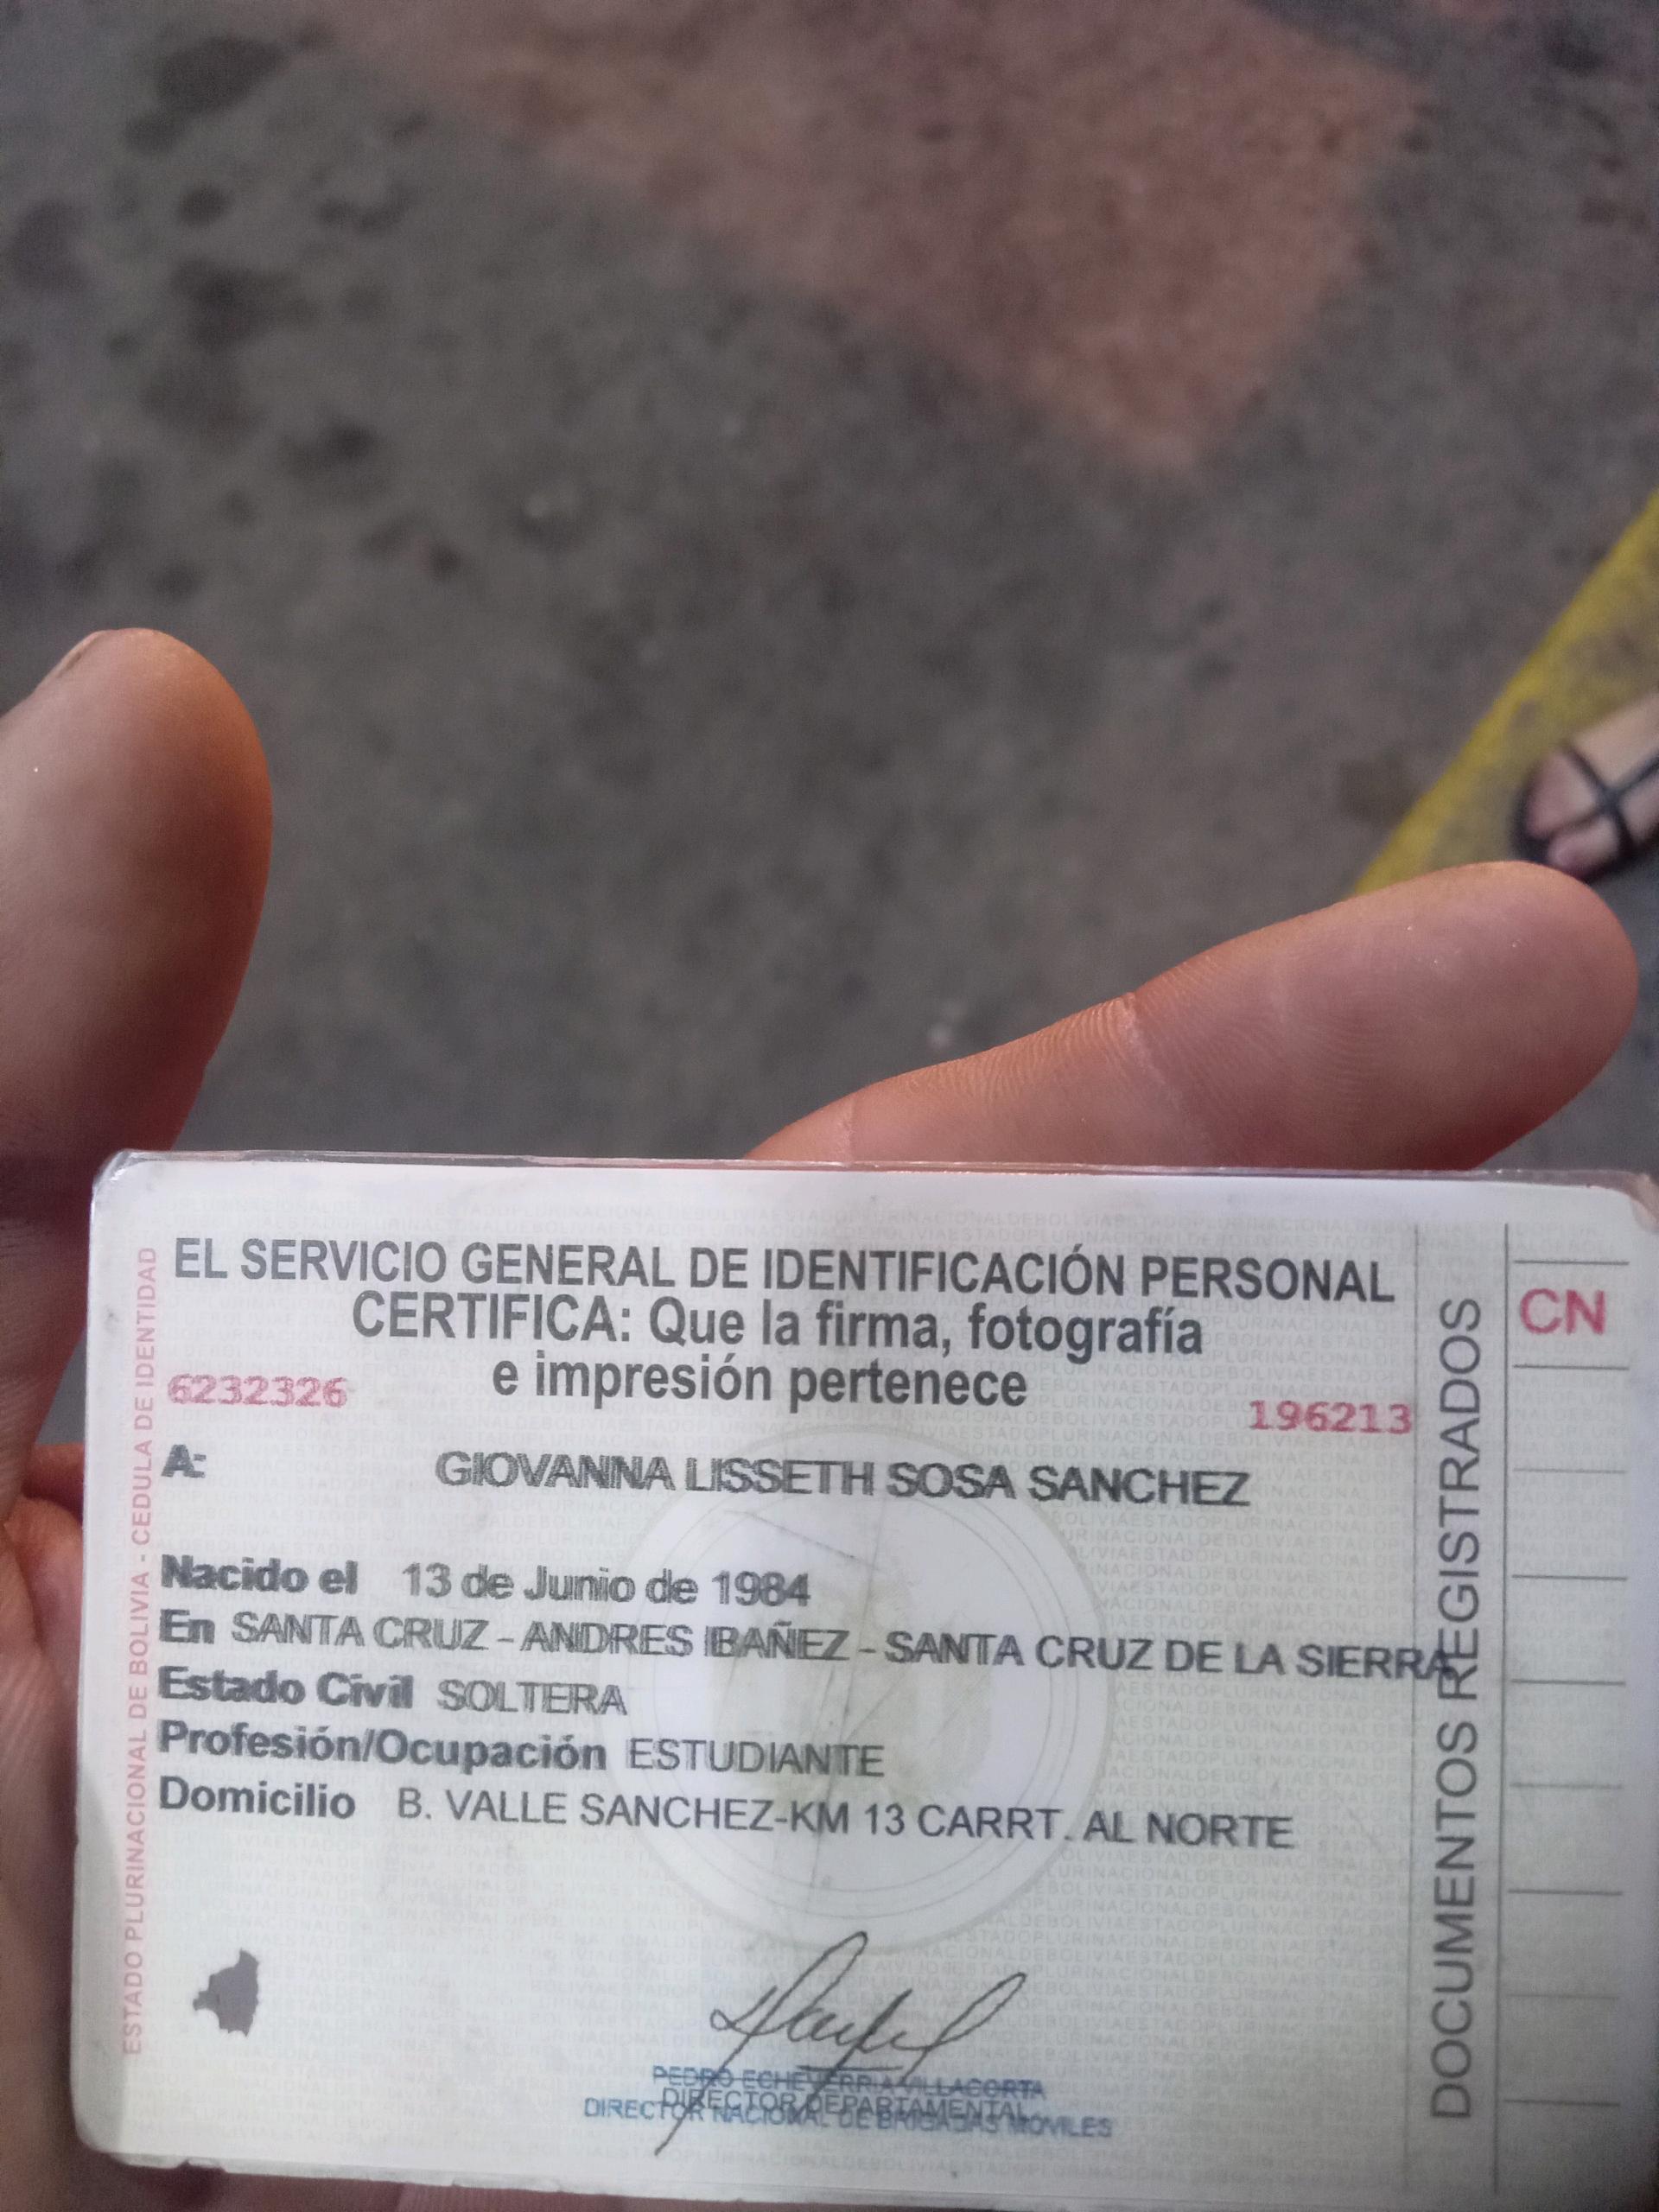 EL SERVICIO GENERAL DE IDENTIFICACIÓN PERSONAL
CERTIFICA: Que la firma, fotografía
e impresión pertenece
6232326
196213
A: GIOVANNA LISSETH SOSA SANCHEZ
Nacido el 13 de Junio de 1984
En SANTA CRUZ - ANDRES IBAÑEZ - SANTA CRUZ DE LA SIERRA
Estado Civil SOLTERA
Profesión/Ocupación ESTUDIANTE
Domicilio B. VALLE SANCHEZ-KM 13 CARRT. AL NORTE
PEDRO ECHEVERRIA VILLACORTA
DIRECTOR DEPARTAMENTAL
DIRECTOR NACIONAL DE BRIGADAS MOVILES
ESTADO PLURINACIONAL DE BOLIVIA - CEDULA DE IDENTIDAD
DOCUMENTOS REGISTRADOS
CN